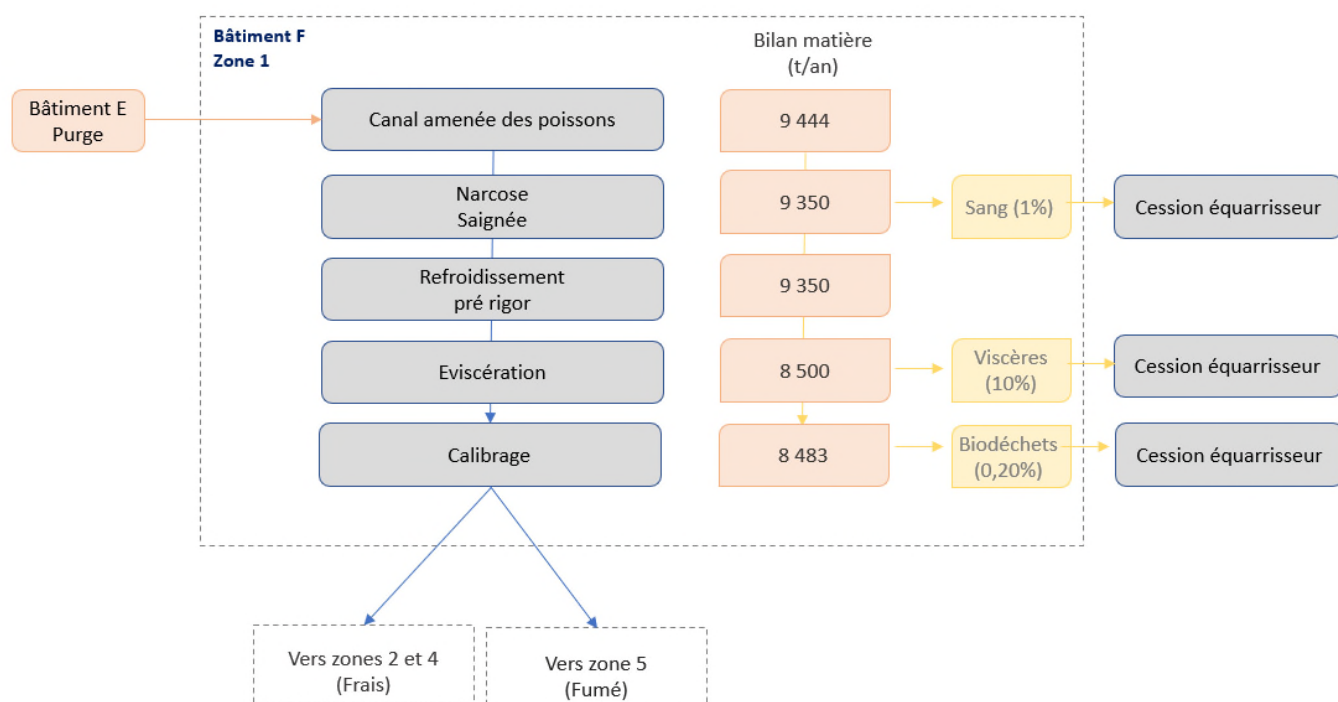 Bâtiment F
Zone 1
Bilan matière
(t/an)
Bâtiment E
Purge
Canal amenée des poissons
9 444
Narcose
Saignée
9 350
Sang (1%)
Cession équarrisseur
Refroidissement
pré rigor
9 350
Eviscération
8 500
Viscères
(10%)
Cession équarrisseur
Calibrage
8 483
Biodéchets
(0,20%)
Cession équarrisseur
Vers zones 2 et 4
(Frais)
Vers zone 5
(Fumé)